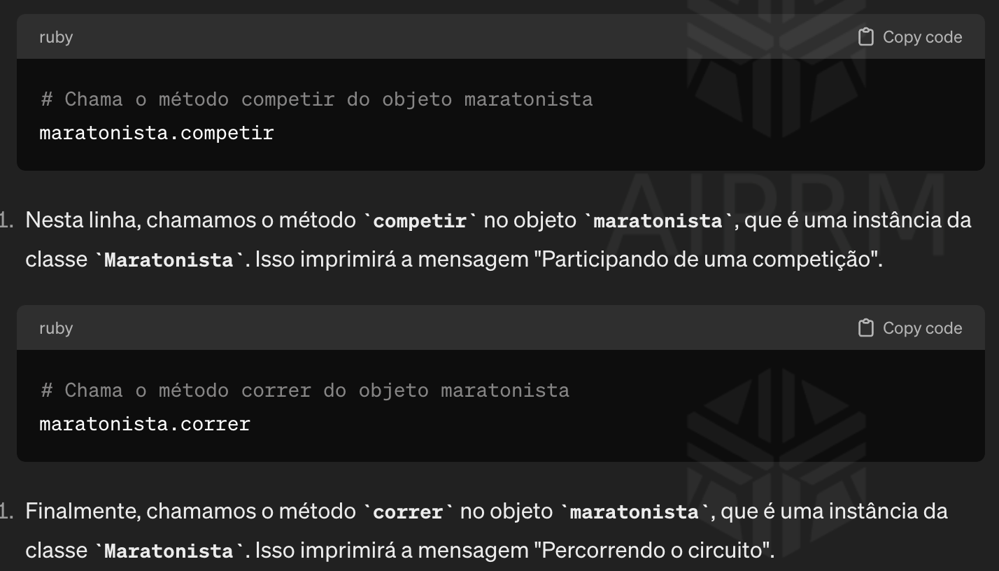 ruby Copy code
# Chama o método competir do objeto maratonista
maratonista.competir
1. Nesta linha, chamamos o método `competir` no objeto `maratonista`, que é uma instância da
classe `Maratonista`. Isso imprimirá a mensagem "Participando de uma competição".
AIPRM
ruby Copy code
# Chama o método correr do objeto maratonista
maratonista.correr
1. Finalmente, chamamos o método `correr` no objeto `maratonista`, que é uma instância da
classe `Maratonista`. Isso imprimirá a mensagem "Percorrendo o circuito".